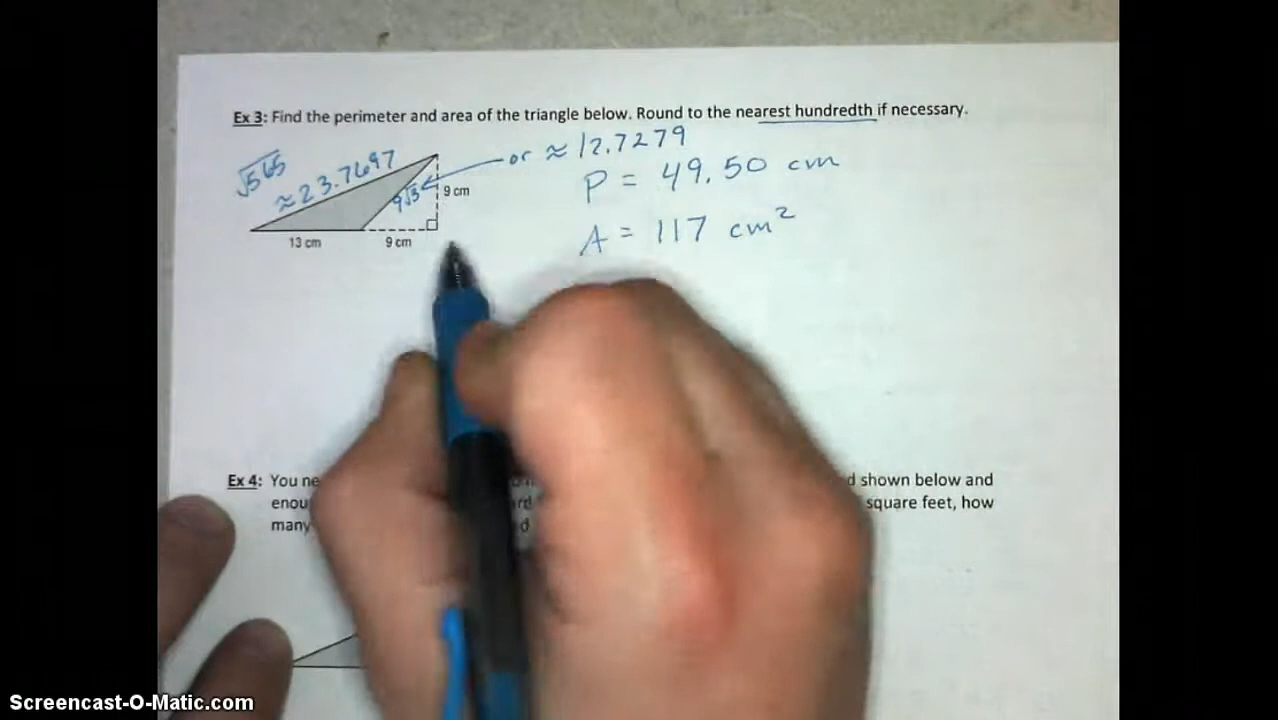 Ex 3: Find the perimeter and area of the triangle below. Round to the nearest hundredth if necessary.
√565
≈23.7697
9√3
or ≈ 12.7279
9 cm
P = 49.50 cm
A = 117 cm²
13 cm
9 cm
Ex 4: You ne d shown below and
enou square feet, how
many
Screencast-O-Matic.com